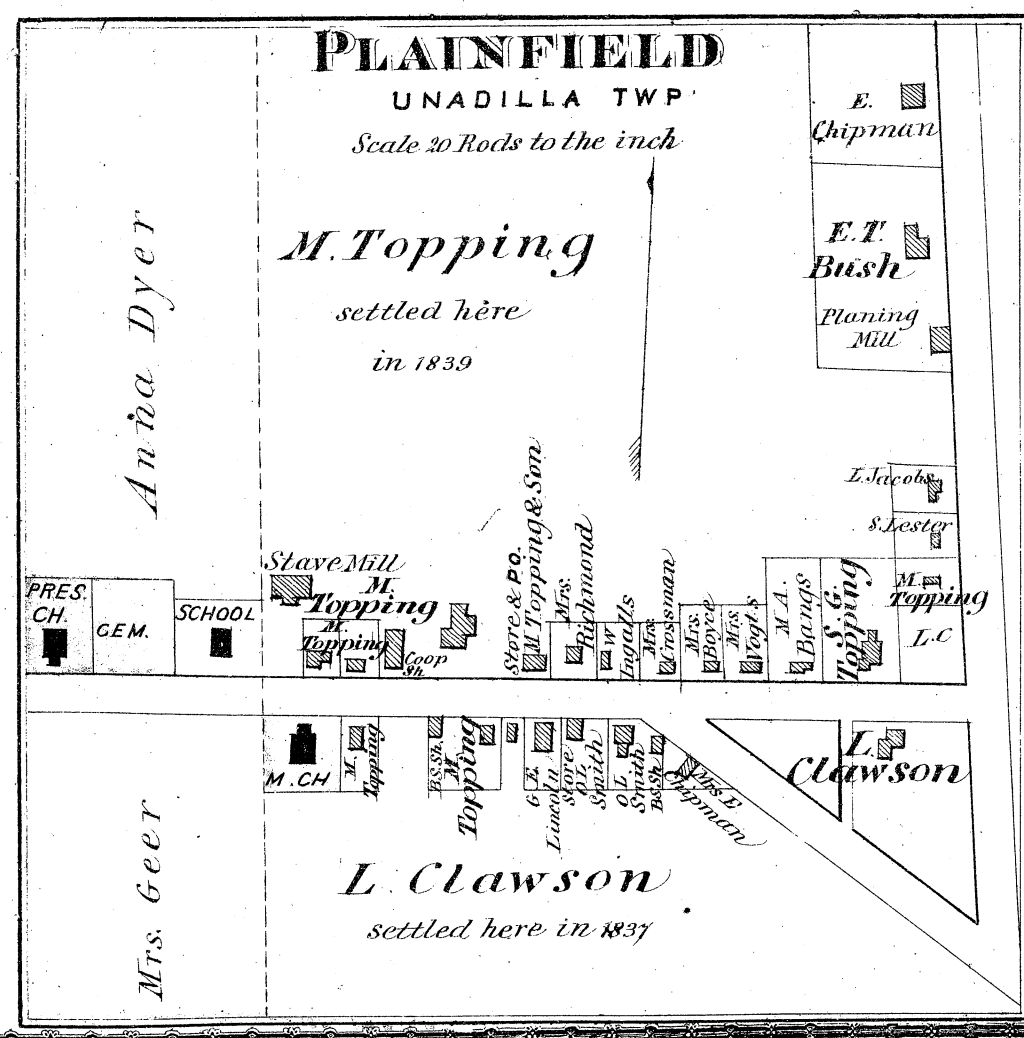 PLAINFIELD
UNADILLA TWP.
Scale 20 Rods to the inch
E.
Chipman
M. Topping
settled here
in 1839
E. T.
Bush
Planing
Mill
Anna Dyer
L. Jacobs
S. Lester
M.
Topping
L.C
Stave Mill
M.
Topping
M.
Topping
Coop
Sh
Store & P.O.
M Topping & Son
Mrs.
Richmond
W
Ingalls
Mrs.
Crossman
Mrs.
Boyce
Mrs.
Vogts
M A.
Bangs
S. G.
Topping
PRES.
CH.
CEM.
SCHOOL
M. CH
M.
Topping
B.S.Sh.
M
Topping
G E.
Lincoln
Store
O L
Smith
O L
Smith
B.S.Sh
Mrs E
Chipman
L.
Clawson
Mrs. Geer
L. Clawson
settled here in 1837